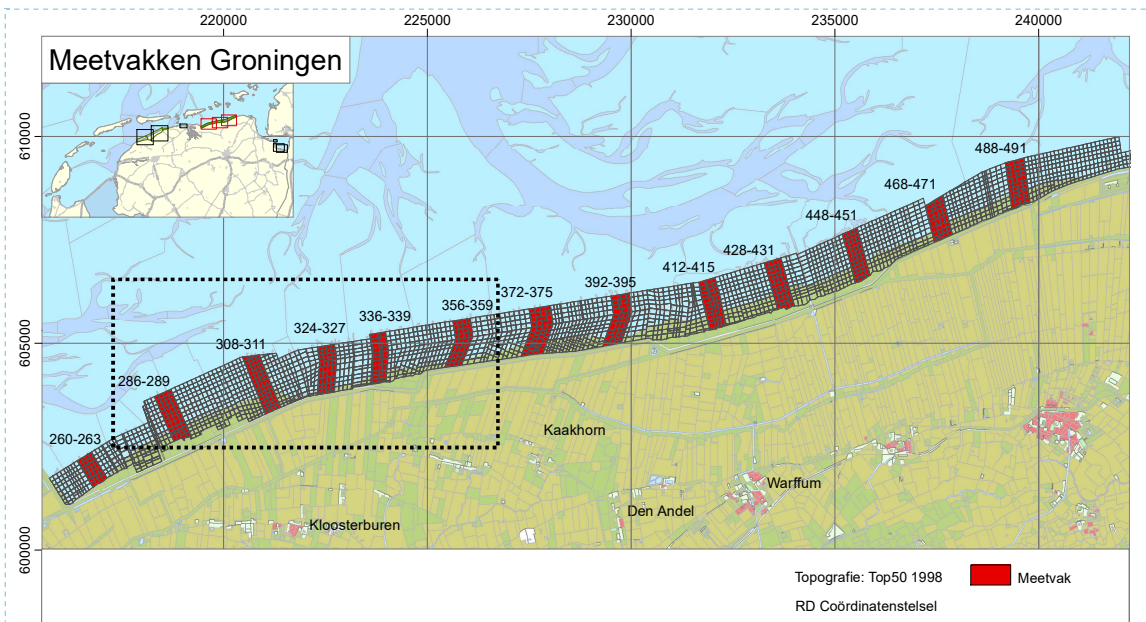 220000
225000
230000
235000
240000
Meetvakken Groningen
610000
605000
600000
488-491
468-471
448-451
428-431
412-415
392-395
372-375
356-359
336-339
324-327
308-311
286-289
260-263
Kaakhorn
Warffum
Den Andel
Kloosterburen
Topografie: Top50 1998
Meetvak
RD Coördinatenstelsel